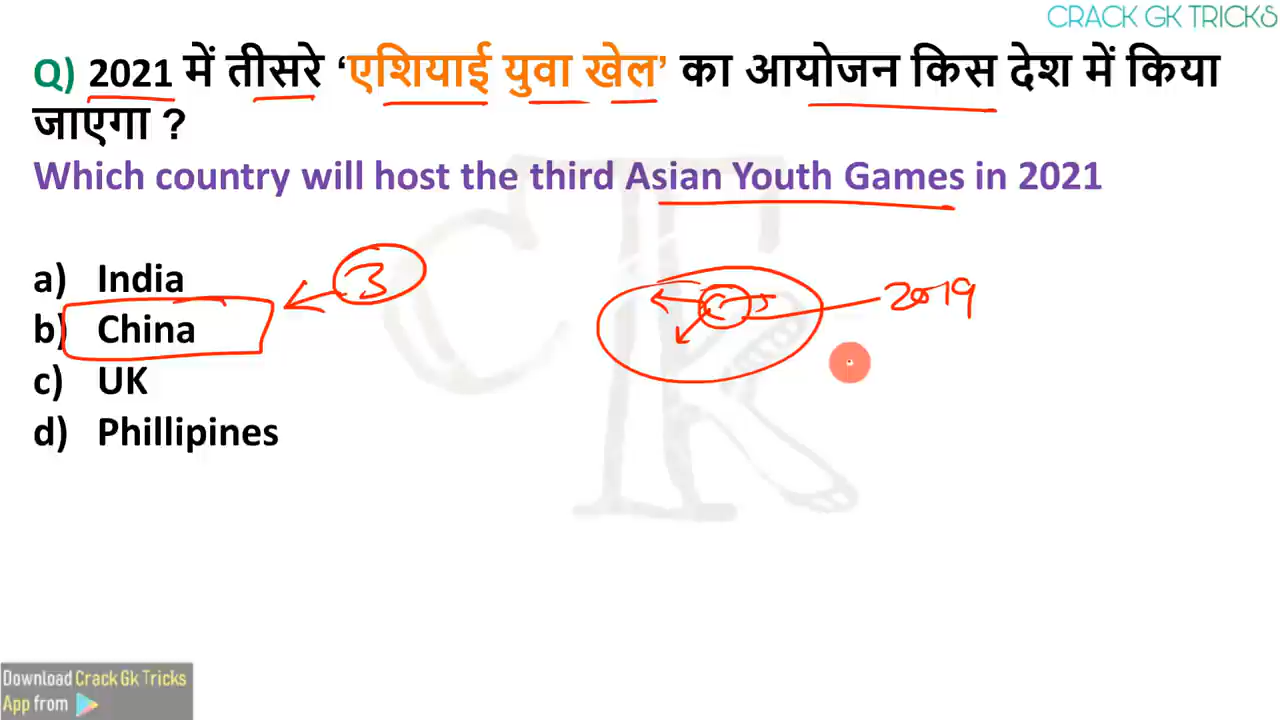 CRACK GK TRICKS
Q) 2021 में तीसरे ‘एशियाई युवा खेल’ का आयोजन किस देश में किया
जाएगा ?
Which country will host the third Asian Youth Games in 2021
a) India
3
b) China
2019
c) UK
d) Phillipines
Download Crack Gk Tricks
App from